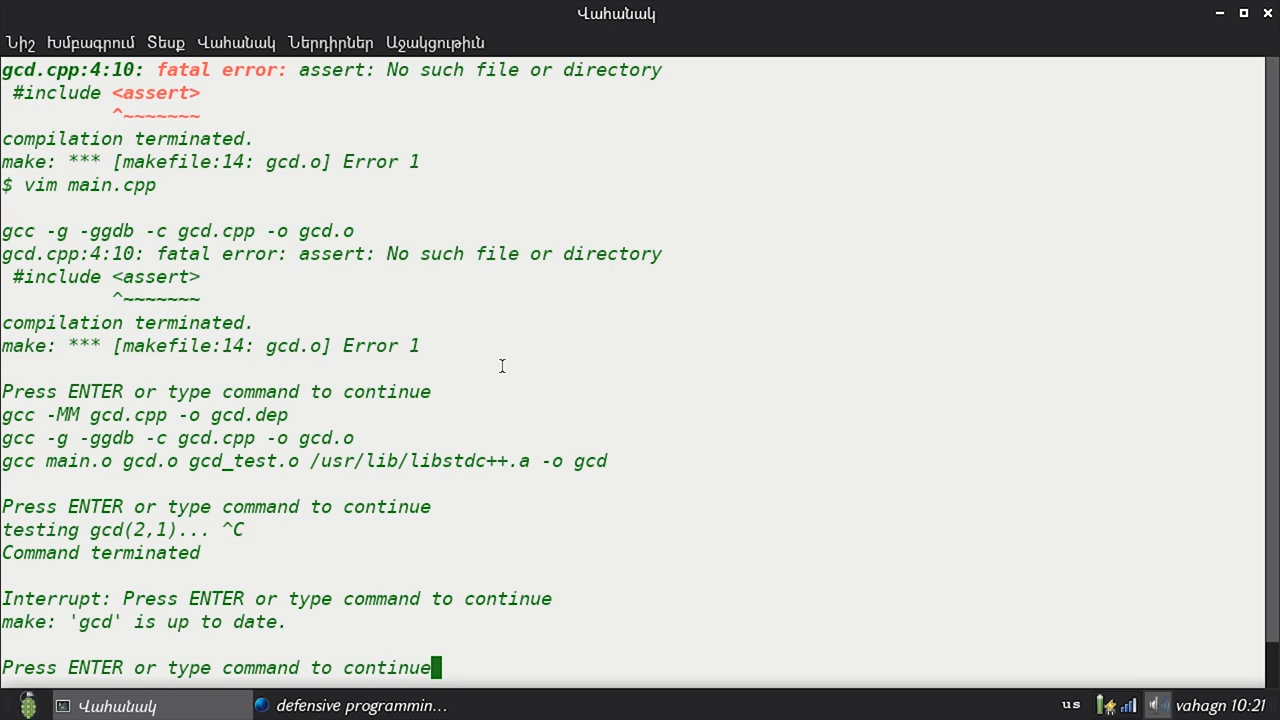 Վահանակ
Նիշ Խմբագրում Տեսք Վահանակ Ներդիրներ Աջակցութիւն
gcd.cpp:4:10: fatal error: assert: No such file or directory
#include <assert>
^~~~~~~~
compilation terminated.
make: *** [makefile:14: gcd.o] Error 1
$ vim main.cpp
gcc -g -ggdb -c gcd.cpp -o gcd.o
gcd.cpp:4:10: fatal error: assert: No such file or directory
#include <assert>
^~~~~~~~
compilation terminated.
make: *** [makefile:14: gcd.o] Error 1
Press ENTER or type command to continue
gcc -MM gcd.cpp -o gcd.dep
gcc -g -ggdb -c gcd.cpp -o gcd.o
gcc main.o gcd.o gcd_test.o /usr/lib/libstdc++.a -o gcd
Press ENTER or type command to continue
testing gcd(2,1)... ^C
Command terminated
Interrupt: Press ENTER or type command to continue
make: 'gcd' is up to date.
Press ENTER or type command to continue
Վահանակ defensive programmin... us vahagn 10:21